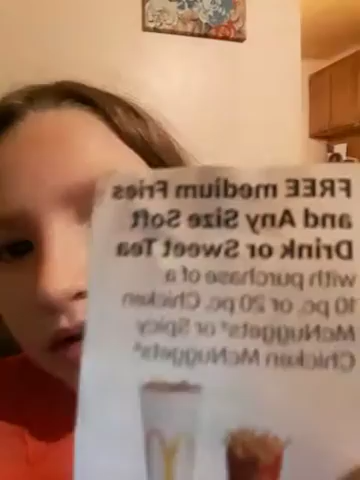 FREE medium Fries
and Any Size Soft
Drink or Sweet Tea
with purchase of a
10 pc. or 20 pc. Chicken
McNuggets® or Spicy
Chicken McNuggets®